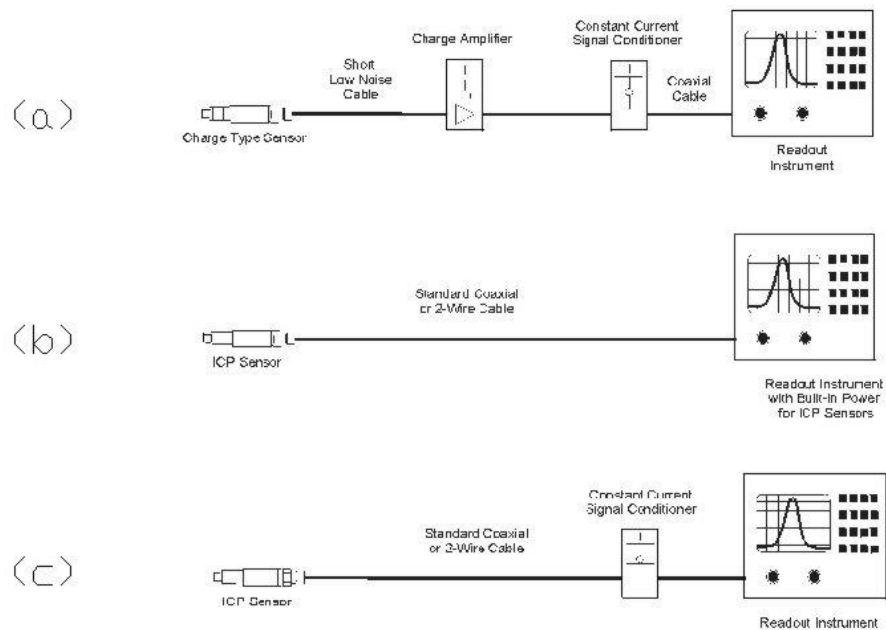 (a)
Charge Type Sensor
Short
Low Noise
Cable
Charge Amplifier
Constant Current
Signal Conditioner
Coaxial
Cable
Readout
Instrument
(b)
ICP Sensor
Standard Coaxial
or 2-Wire Cable
Readout Instrument
with Built-In Power
for ICP Sensors
(c)
ICP Sensor
Standard Coaxial
or 2-Wire Cable
Constant Current
Signal Conditioner
Readout Instrument